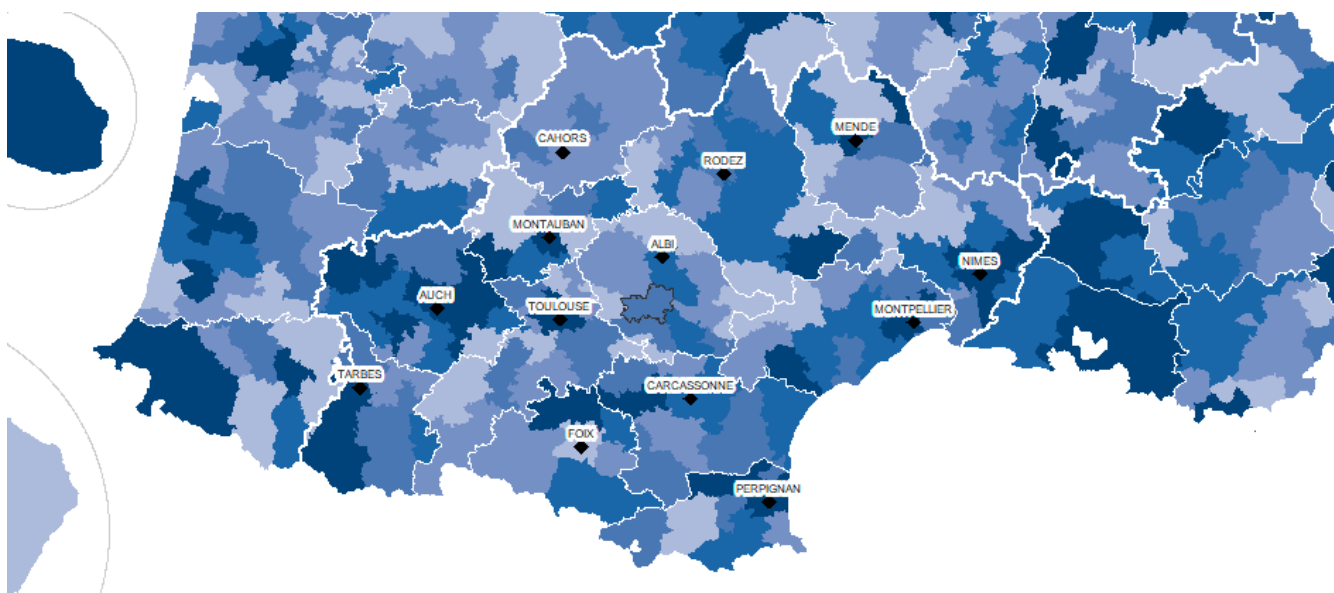 CAHORS
MENDE
RODEZ
MONTAUBAN
ALBI
NIMES
AUCH
TOULOUSE
MONTPELLIER
TARBES
CARCASSONNE
FOIX
PERPIGNAN